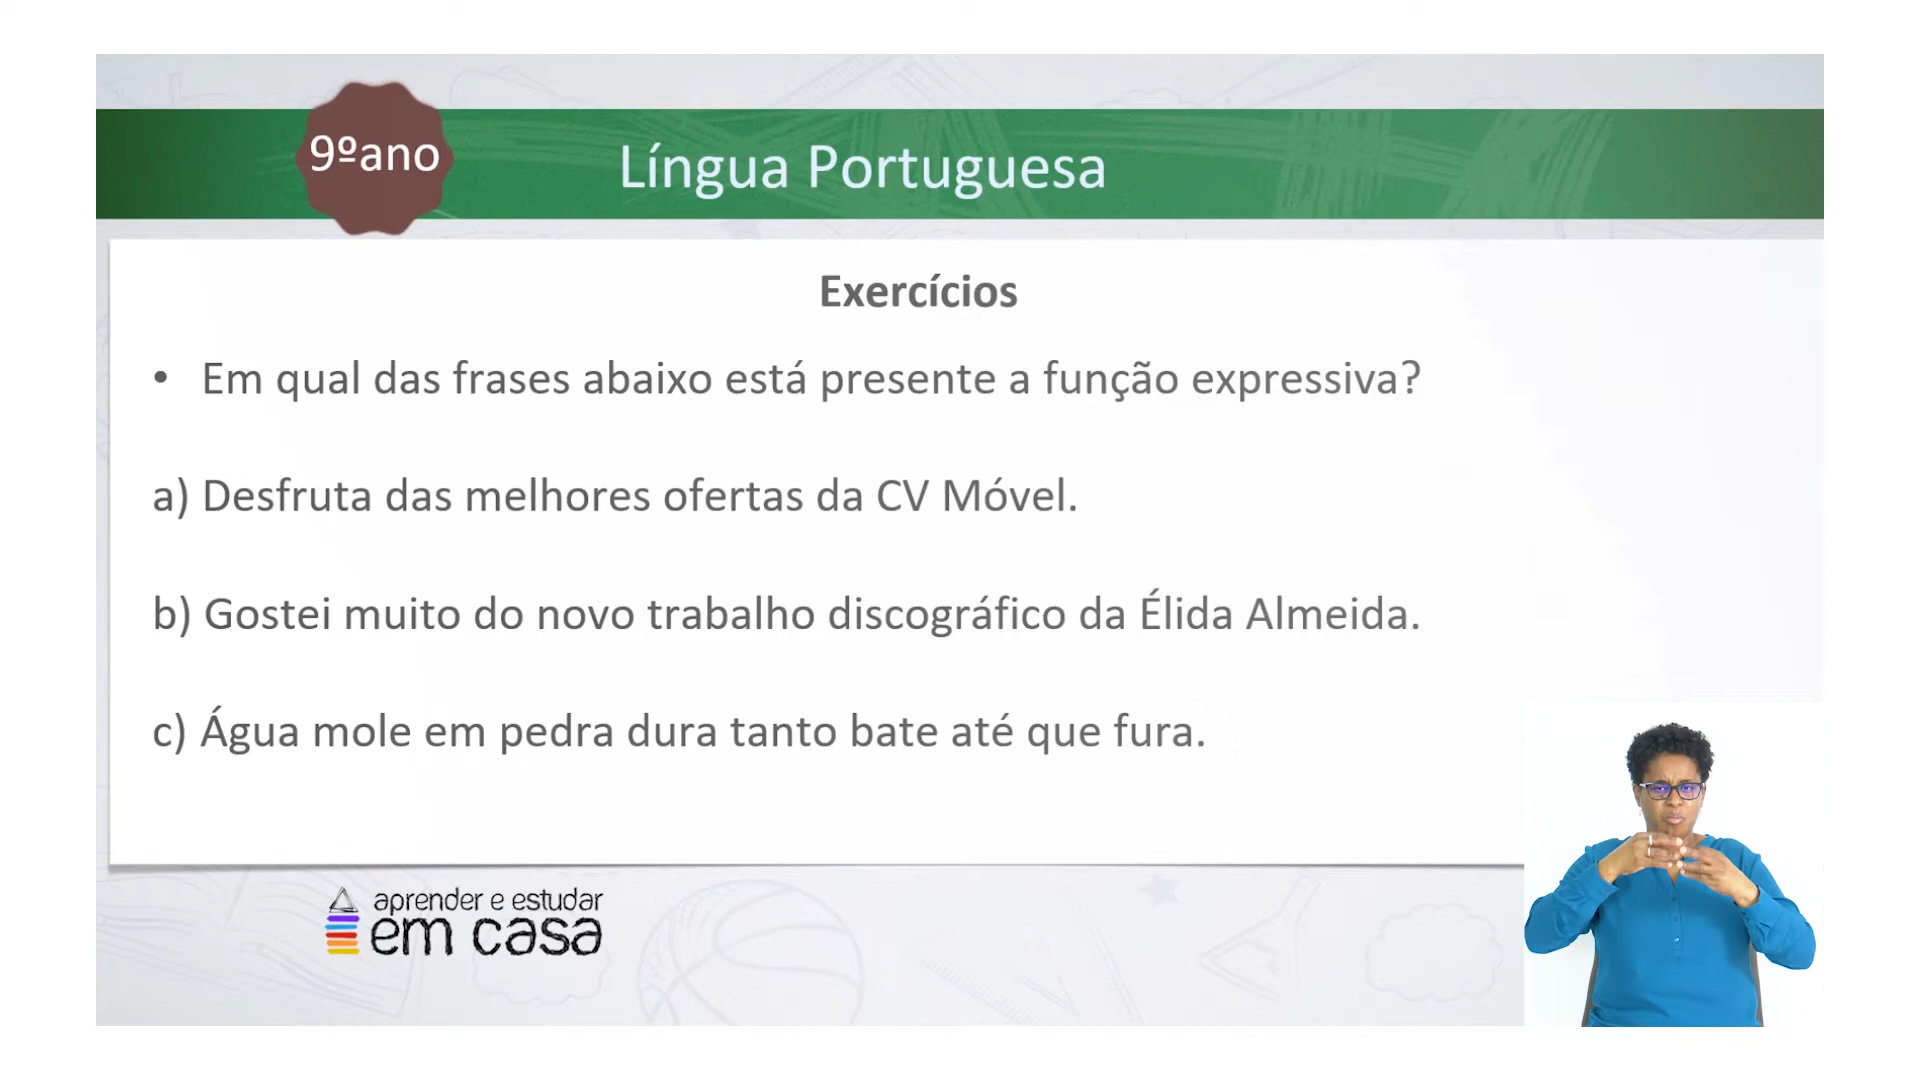 9ºano
Língua Portuguesa
Exercícios
• Em qual das frases abaixo está presente a função expressiva?
a) Desfruta das melhores ofertas da CV Móvel.
b) Gostei muito do novo trabalho discográfico da Élida Almeida.
c) Água mole em pedra dura tanto bate até que fura.
aprender e estudar
em casa